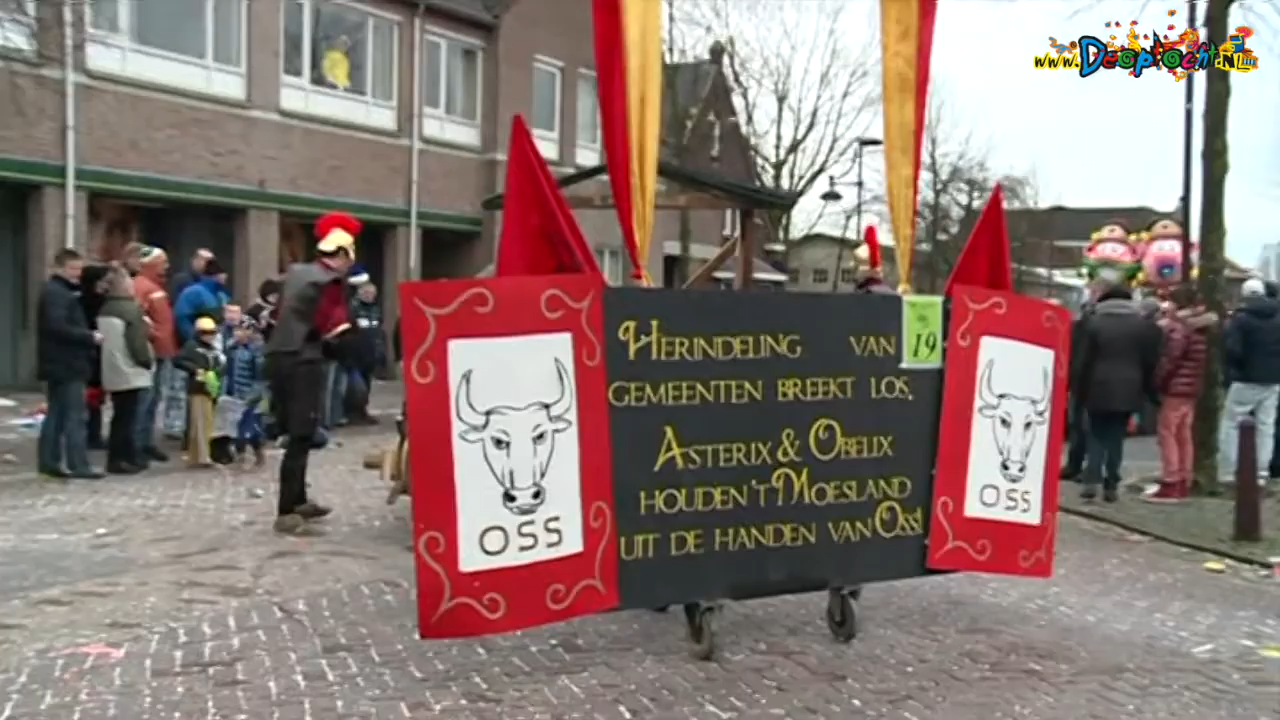 www.Deoptocht.NL
HERINDELING VAN
GEMEENTEN BREEKT LOS.
ASTERIX & OBELIX
HOUDEN 'T MOESLAND
UIT DE HANDEN VAN OSS!
19
OSS
OSS